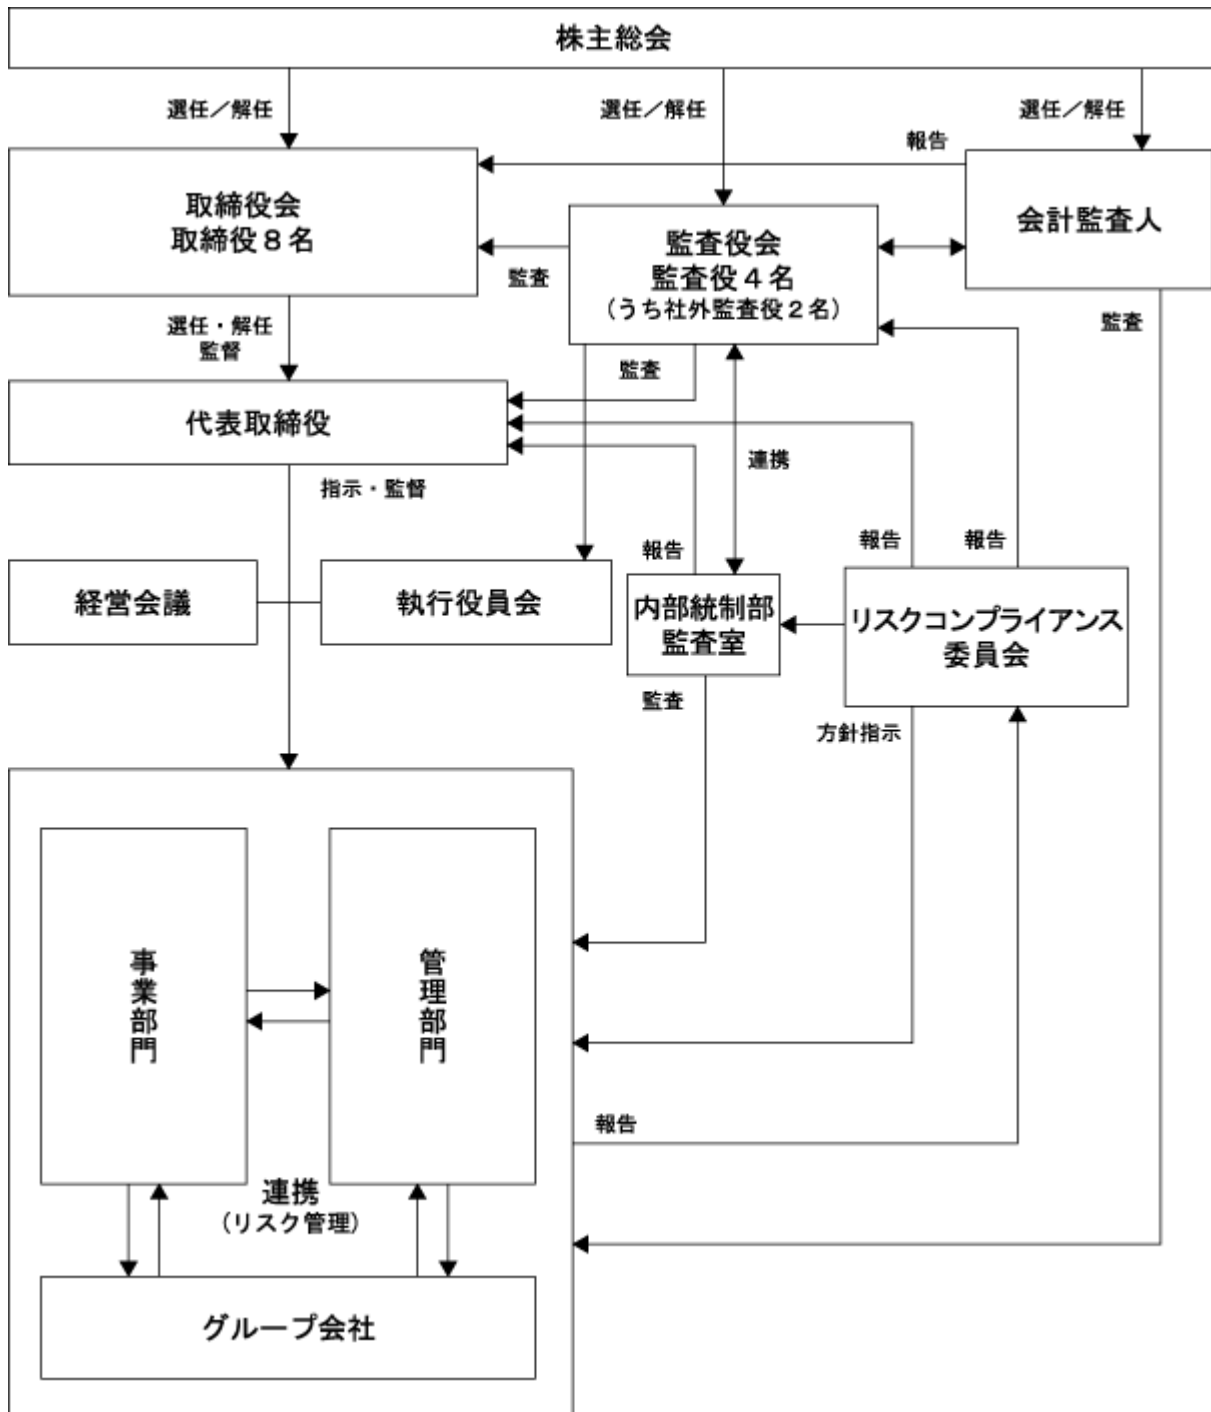 株主総会
選任／解任
選任／解任
選任／解任
報告
取締役会
取締役８名
監査役会
監査役４名
（うち社外監査役２名）
会計監査人
監査
選任・解任
監督
監査
監査
代表取締役
連携
指示・監督
報告
報告
報告
経営会議
執行役員会
内部統制部
監査室
リスクコンプライアンス
委員会
監査
方針指示
事業部門
管理部門
報告
連携
（リスク管理）
グループ会社